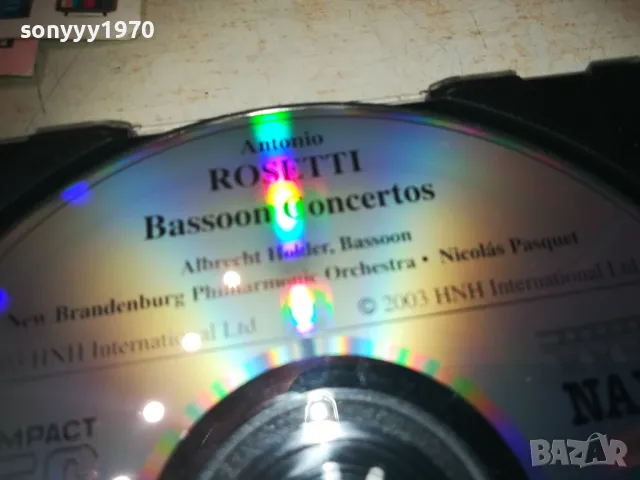 sonyyy1970
Antonio
ROSETTI
Bassoon Concertos
Albrecht Holder, Bassoon
New Brandenburg Philharmonic Orchestra • Nicolás Pasquet
HNH International Ltd
© 2003 HNH International Ltd
NA
MPACT
BAZAR